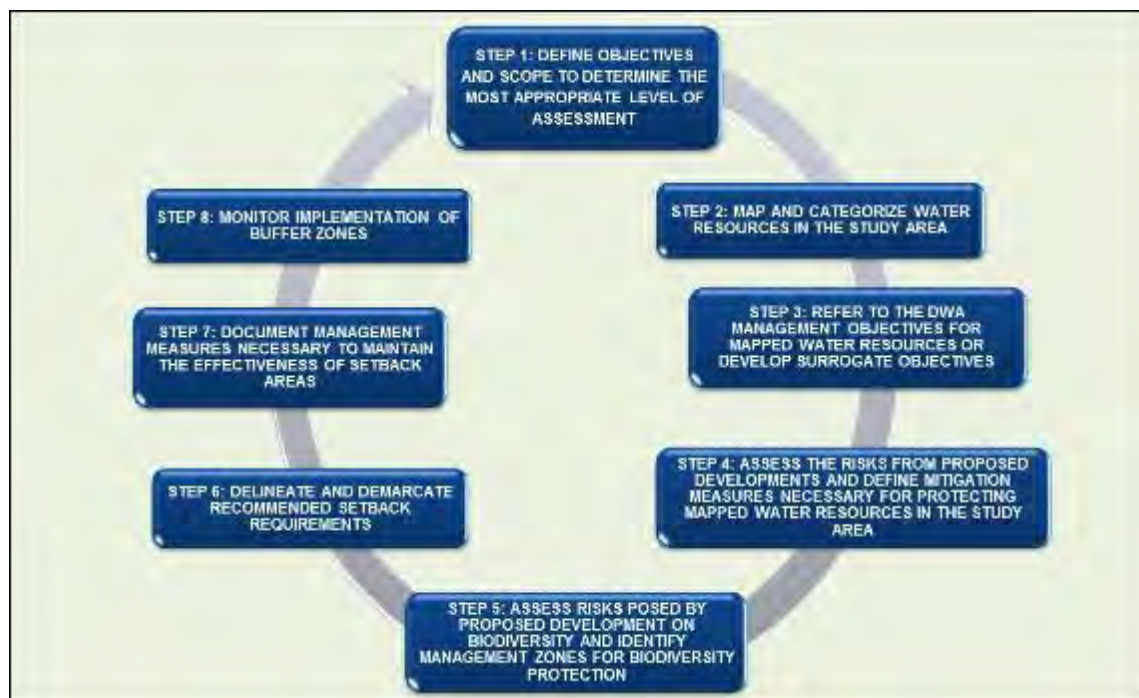 STEP 1: DEFINE OBJECTIVES
AND SCOPE TO DETERMINE THE
MOST APPROPRIATE LEVEL OF
ASSESSMENT
STEP 2: MAP AND CATEGORIZE WATER
RESOURCES IN THE STUDY AREA
STEP 3: REFER TO THE DWA
MANAGEMENT OBJECTIVES FOR
MAPPED WATER RESOURCES OR
DEVELOP SURROGATE OBJECTIVES
STEP 4: ASSESS THE RISKS FROM PROPOSED
DEVELOPMENTS AND DEFINE MITIGATION
MEASURES NECESSARY FOR PROTECTING
MAPPED WATER RESOURCES IN THE STUDY
AREA
STEP 5: ASSESS RISKS POSED BY
PROPOSED DEVELOPMENT ON
BIODIVERSITY AND IDENTIFY
MANAGEMENT ZONES FOR BIODIVERSITY
PROTECTION
STEP 6: DELINEATE AND DEMARCATE
RECOMMENDED SETBACK
REQUIREMENTS
STEP 7: DOCUMENT MANAGEMENT
MEASURES NECESSARY TO MAINTAIN
THE EFFECTIVENESS OF SETBACK
AREAS
STEP 8: MONITOR IMPLEMENTATION OF
BUFFER ZONES